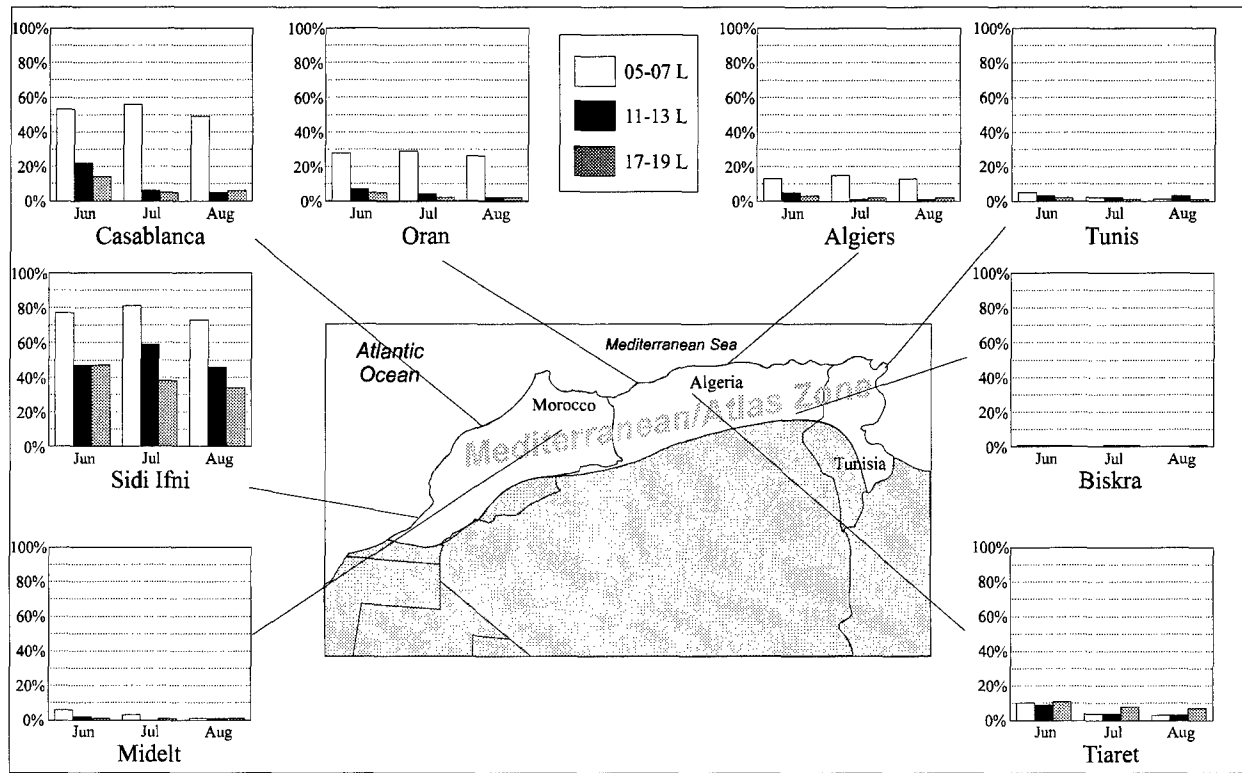 100%
80%
60%
40%
20%
0%
Jun Jul Aug
Casablanca
100%
80%
60%
40%
20%
0%
Jun Jul Aug
Oran
05-07 L
11-13 L
17-19 L
100%
80%
60%
40%
20%
0%
Jun Jul Aug
Algiers
100%
80%
60%
40%
20%
0%
Jun Jul Aug
Tunis
100%
80%
60%
40%
20%
0%
Jun Jul Aug
Sidi Ifni
Atlantic
Ocean
Mediterranean Sea
Morocco
Algeria
Mediterranean/Atlas Zone
Tunisia
100%
80%
60%
40%
20%
0%
Jun Jul Aug
Biskra
100%
80%
60%
40%
20%
0%
Jun Jul Aug
Midelt
100%
80%
60%
40%
20%
0%
Jun Jul Aug
Tiaret